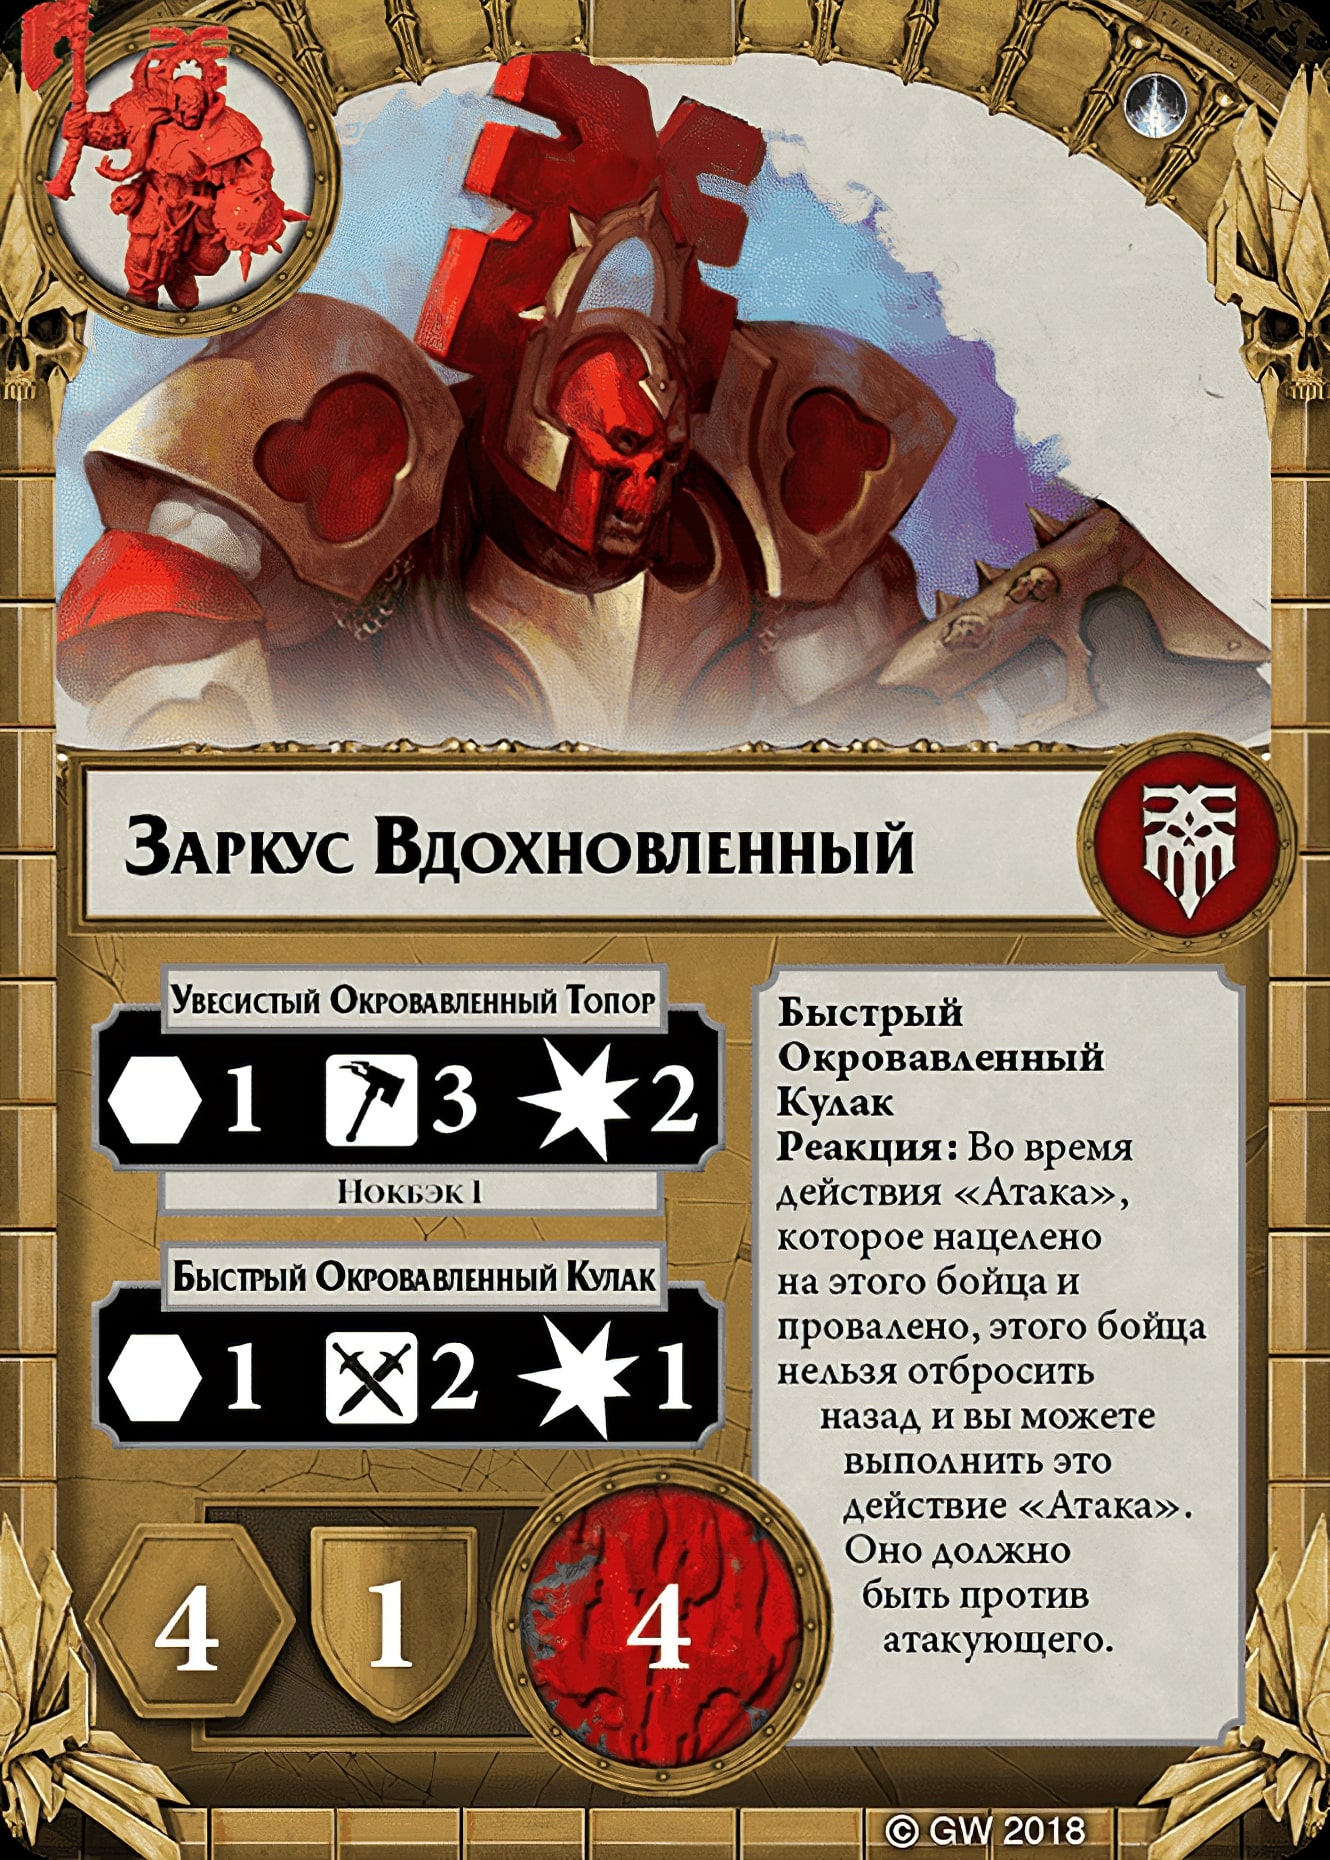 Заркус Вдохновленный
Увесистый Окровавленный Топор
1 3 2
Нокбэк 1
Быстрый Окровавленный Кулак
1 2 1
4 1 4
Быстрый
Окровавленный
Кулак
Реакция: Во время
действия «Атака»,
которое нацелено
на этого бойца и
провалено, этого бойца
нельзя отбросить
назад и вы можете
выполнить это
действие «Атака».
Оно должно
быть против
атакующего.
© GW 2018